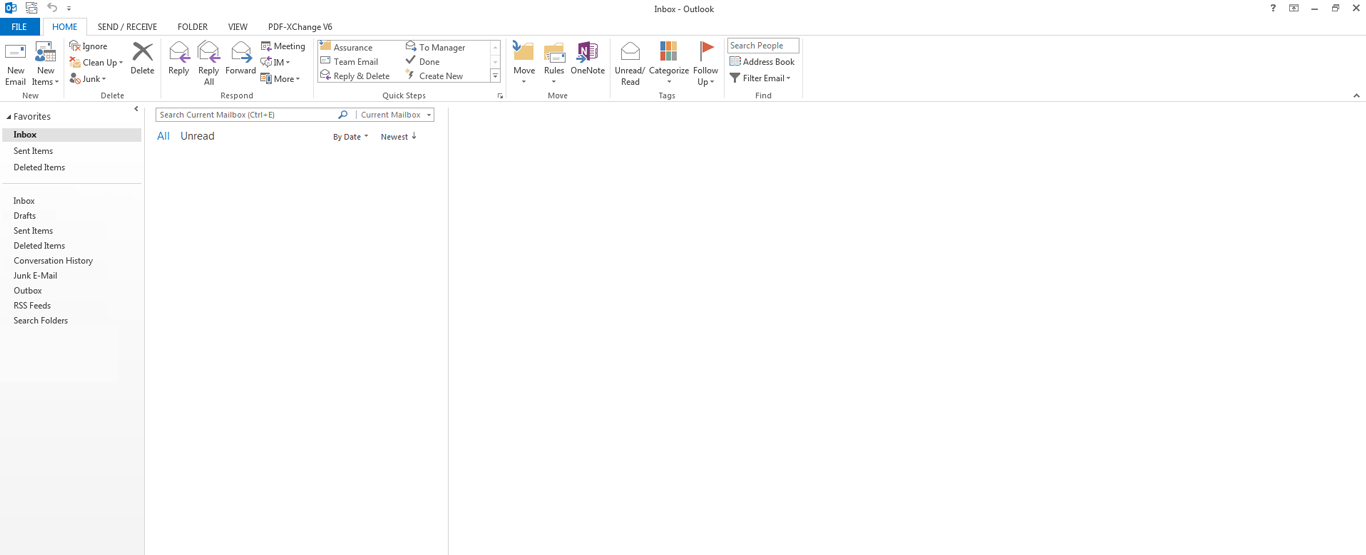 Inbox - Outlook
FILE HOME SEND / RECEIVE FOLDER VIEW PDF-XChange V6
New Email
New Items
New
Ignore
Clean Up
Junk
Delete
Delete
Reply
Reply All
Forward
Meeting
IM
More
Respond
Assurance
Team Email
Reply & Delete
To Manager
Done
Create New
Quick Steps
Move
Rules
OneNote
Move
Unread/ Read
Categorize
Follow Up
Tags
Search People
Address Book
Filter Email
Find
Favorites
Inbox
Sent Items
Deleted Items
Inbox
Drafts
Sent Items
Deleted Items
Conversation History
Junk E-Mail
Outbox
RSS Feeds
Search Folders
Search Current Mailbox (Ctrl+E) Current Mailbox
All Unread By Date Newest